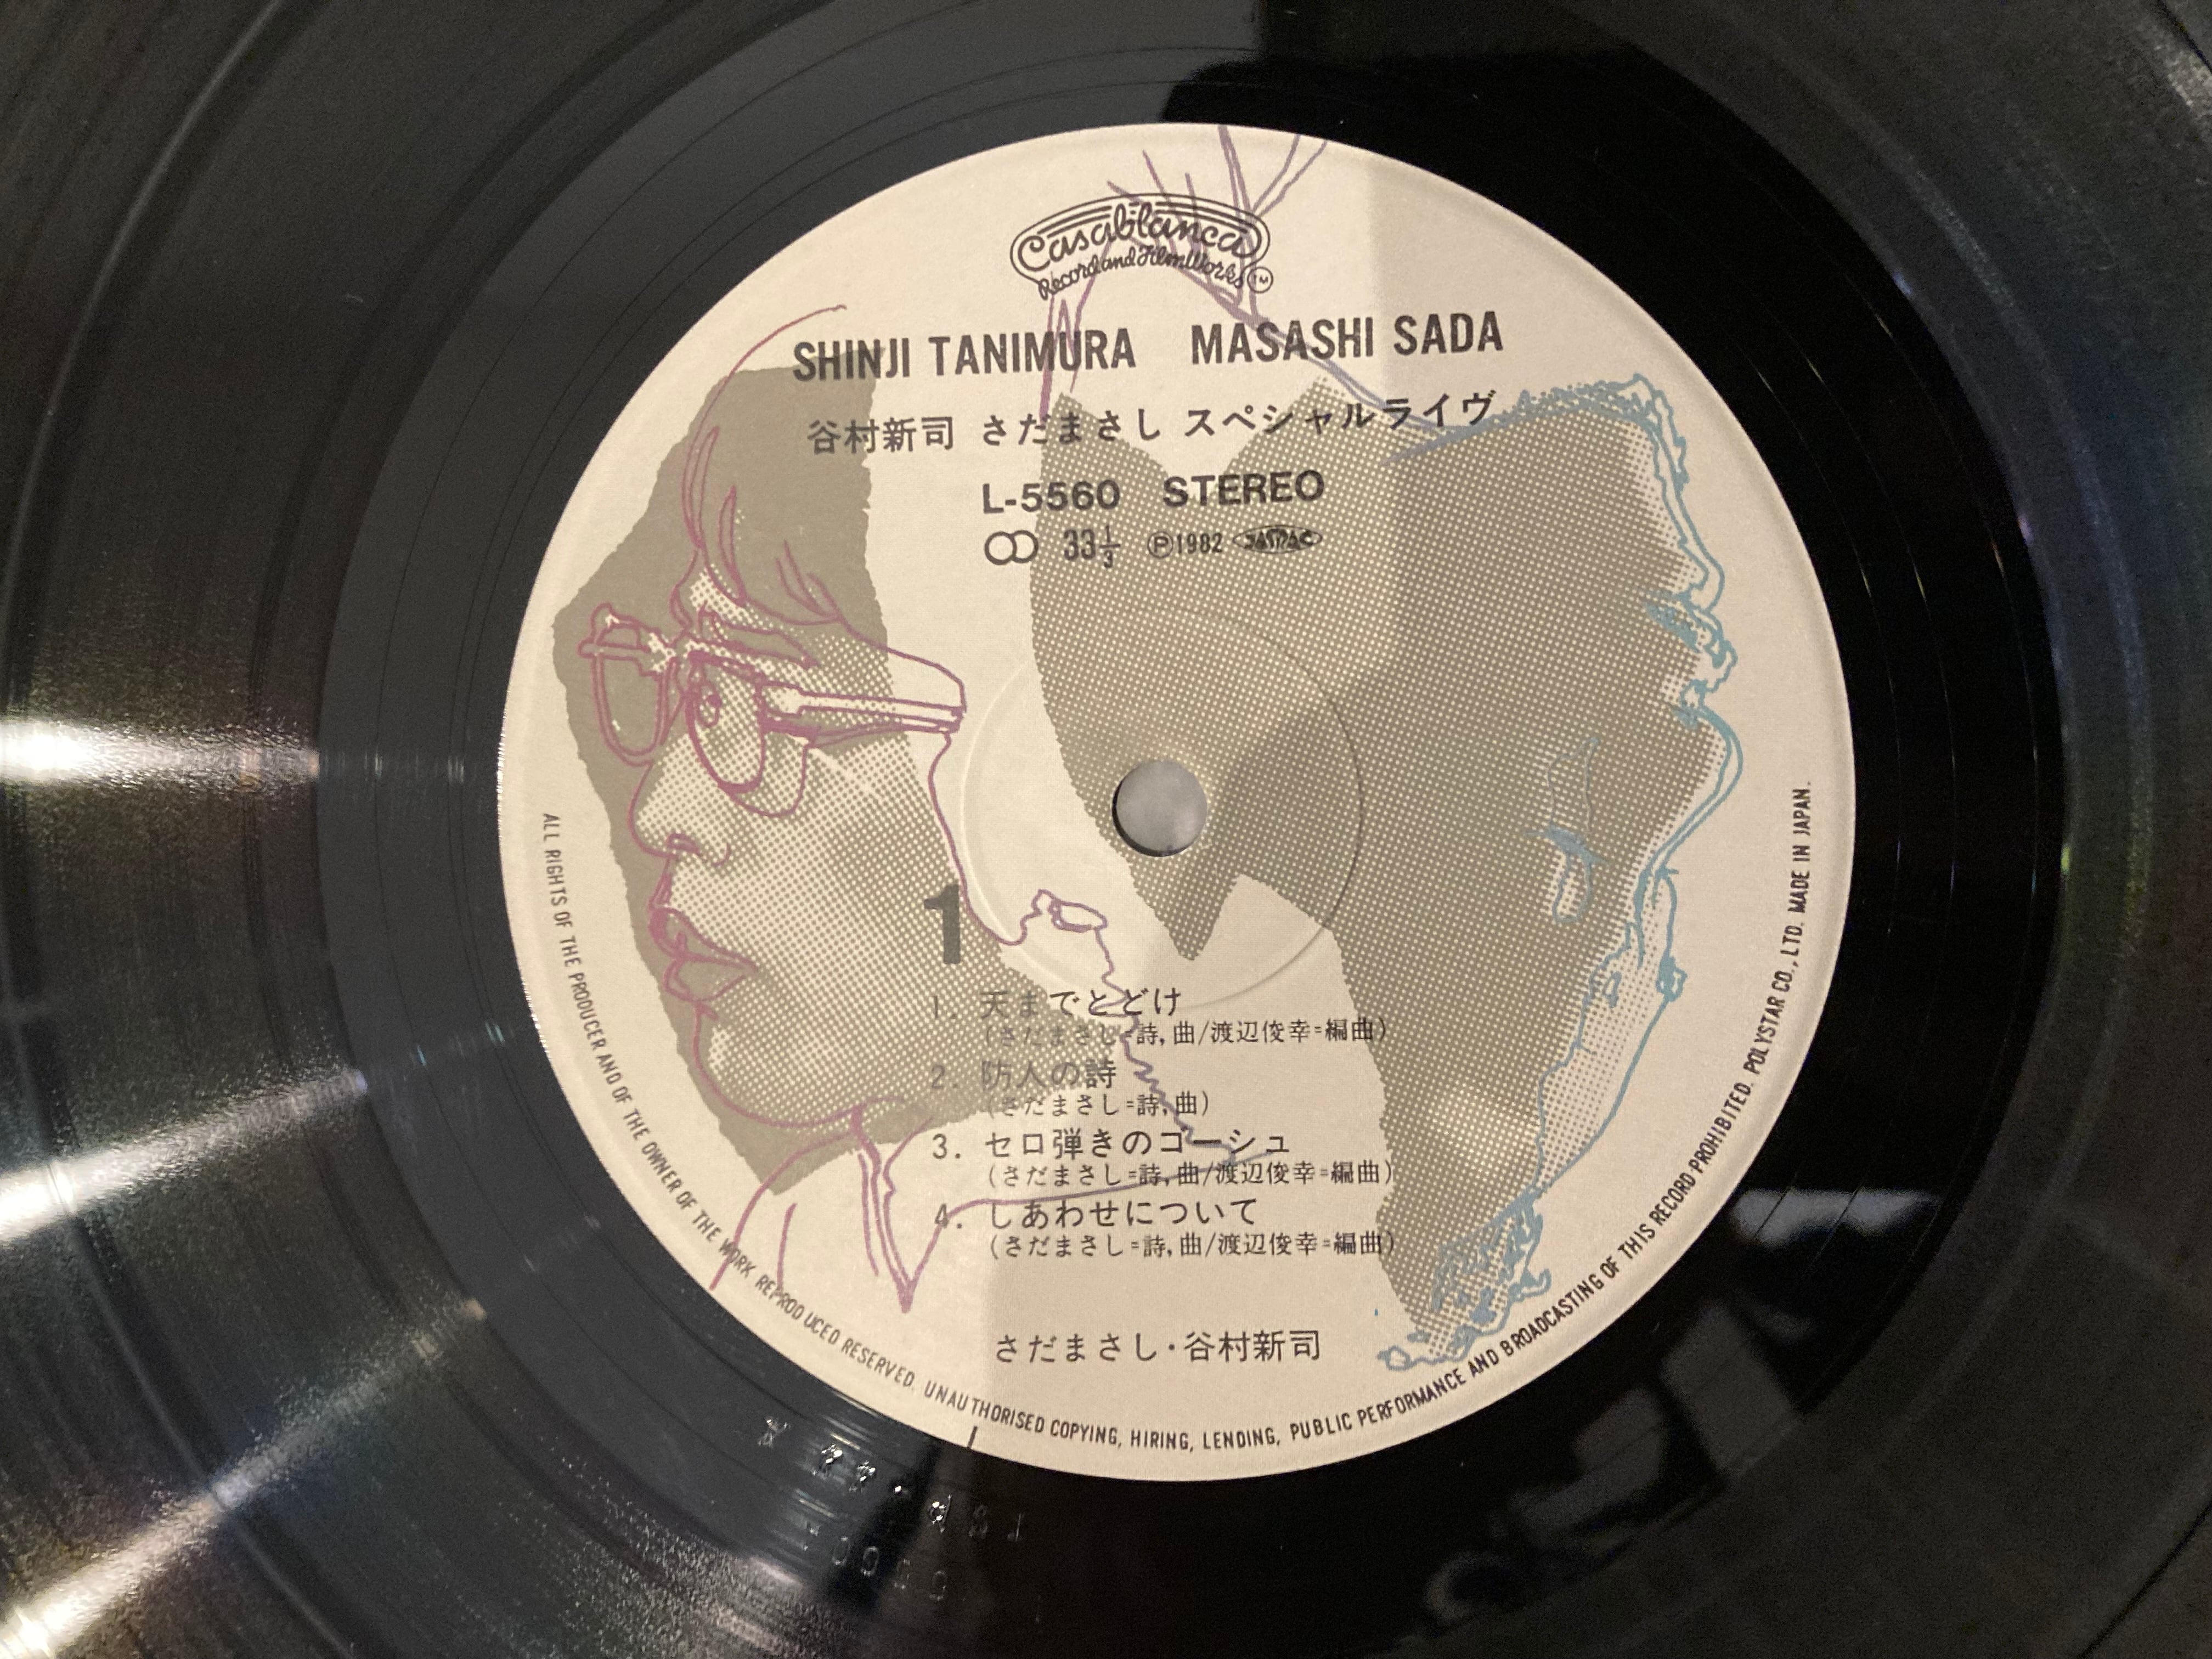 Casablanca
Record and FilmWorks TM
SHINJI TANIMURA MASASHI SADA
谷村新司 さだまさし スペシャルライヴ
L-5560 STEREO
33 1/3 Ⓟ1982 JASRAC
1
1. 天までとどけ
(さだまさし=詩,曲/渡辺俊幸=編曲)
2. 防人の詩
(さだまさし=詩,曲)
3. セロ弾きのゴーシュ
(さだまさし=詩,曲/渡辺俊幸=編曲)
4. しあわせについて
(さだまさし=詩,曲/渡辺俊幸=編曲)
さだまさし・谷村新司
ALL RIGHTS OF THE PRODUCER AND OF THE OWNER OF THE WORK REPRODUCED RESERVED. UNAUTHORISED COPYING, HIRING, LENDING, PUBLIC PERFORMANCE AND BROADCASTING OF THIS RECORD PROHIBITED. POLYSTAR CO., LTD. MADE IN JAPAN.